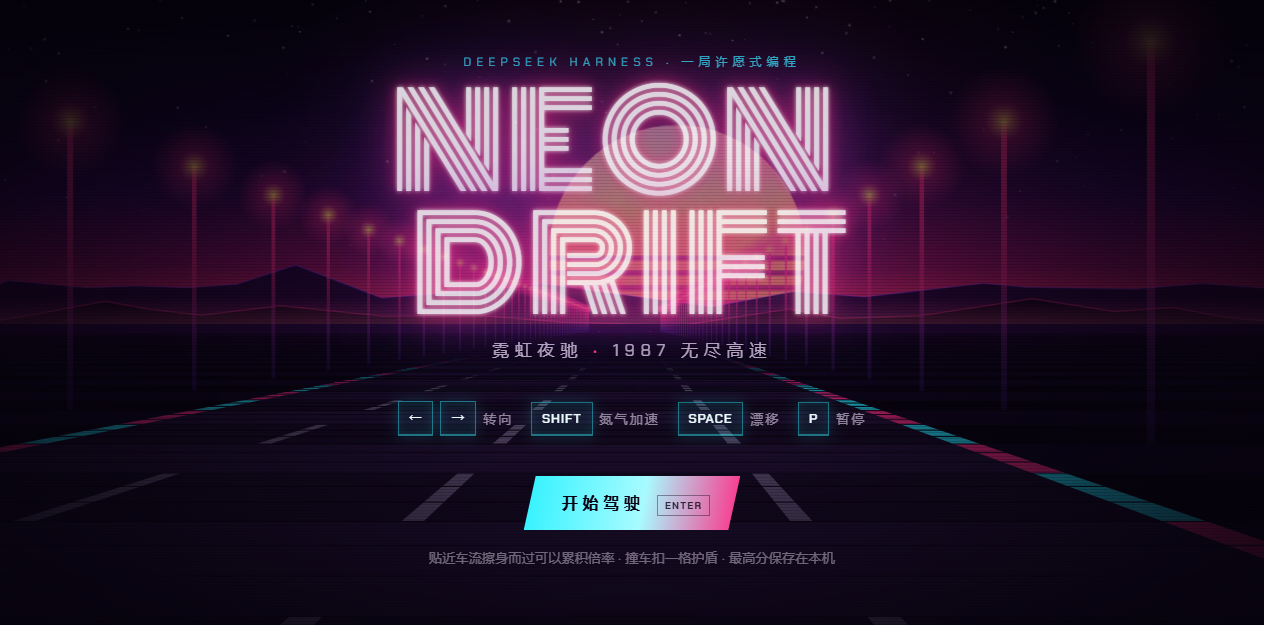 DEEPSEEK HARNESS · 一局许愿式编程
NEON
DRIFT
霓虹夜驰 · 1987 无尽高速
← → 转向 SHIFT 氮气加速 SPACE 漂移 P 暂停
开始驾驶 ENTER
贴近车流擦身而过可以累积倍率 · 撞车扣一格护盾 · 最高分保存在本机